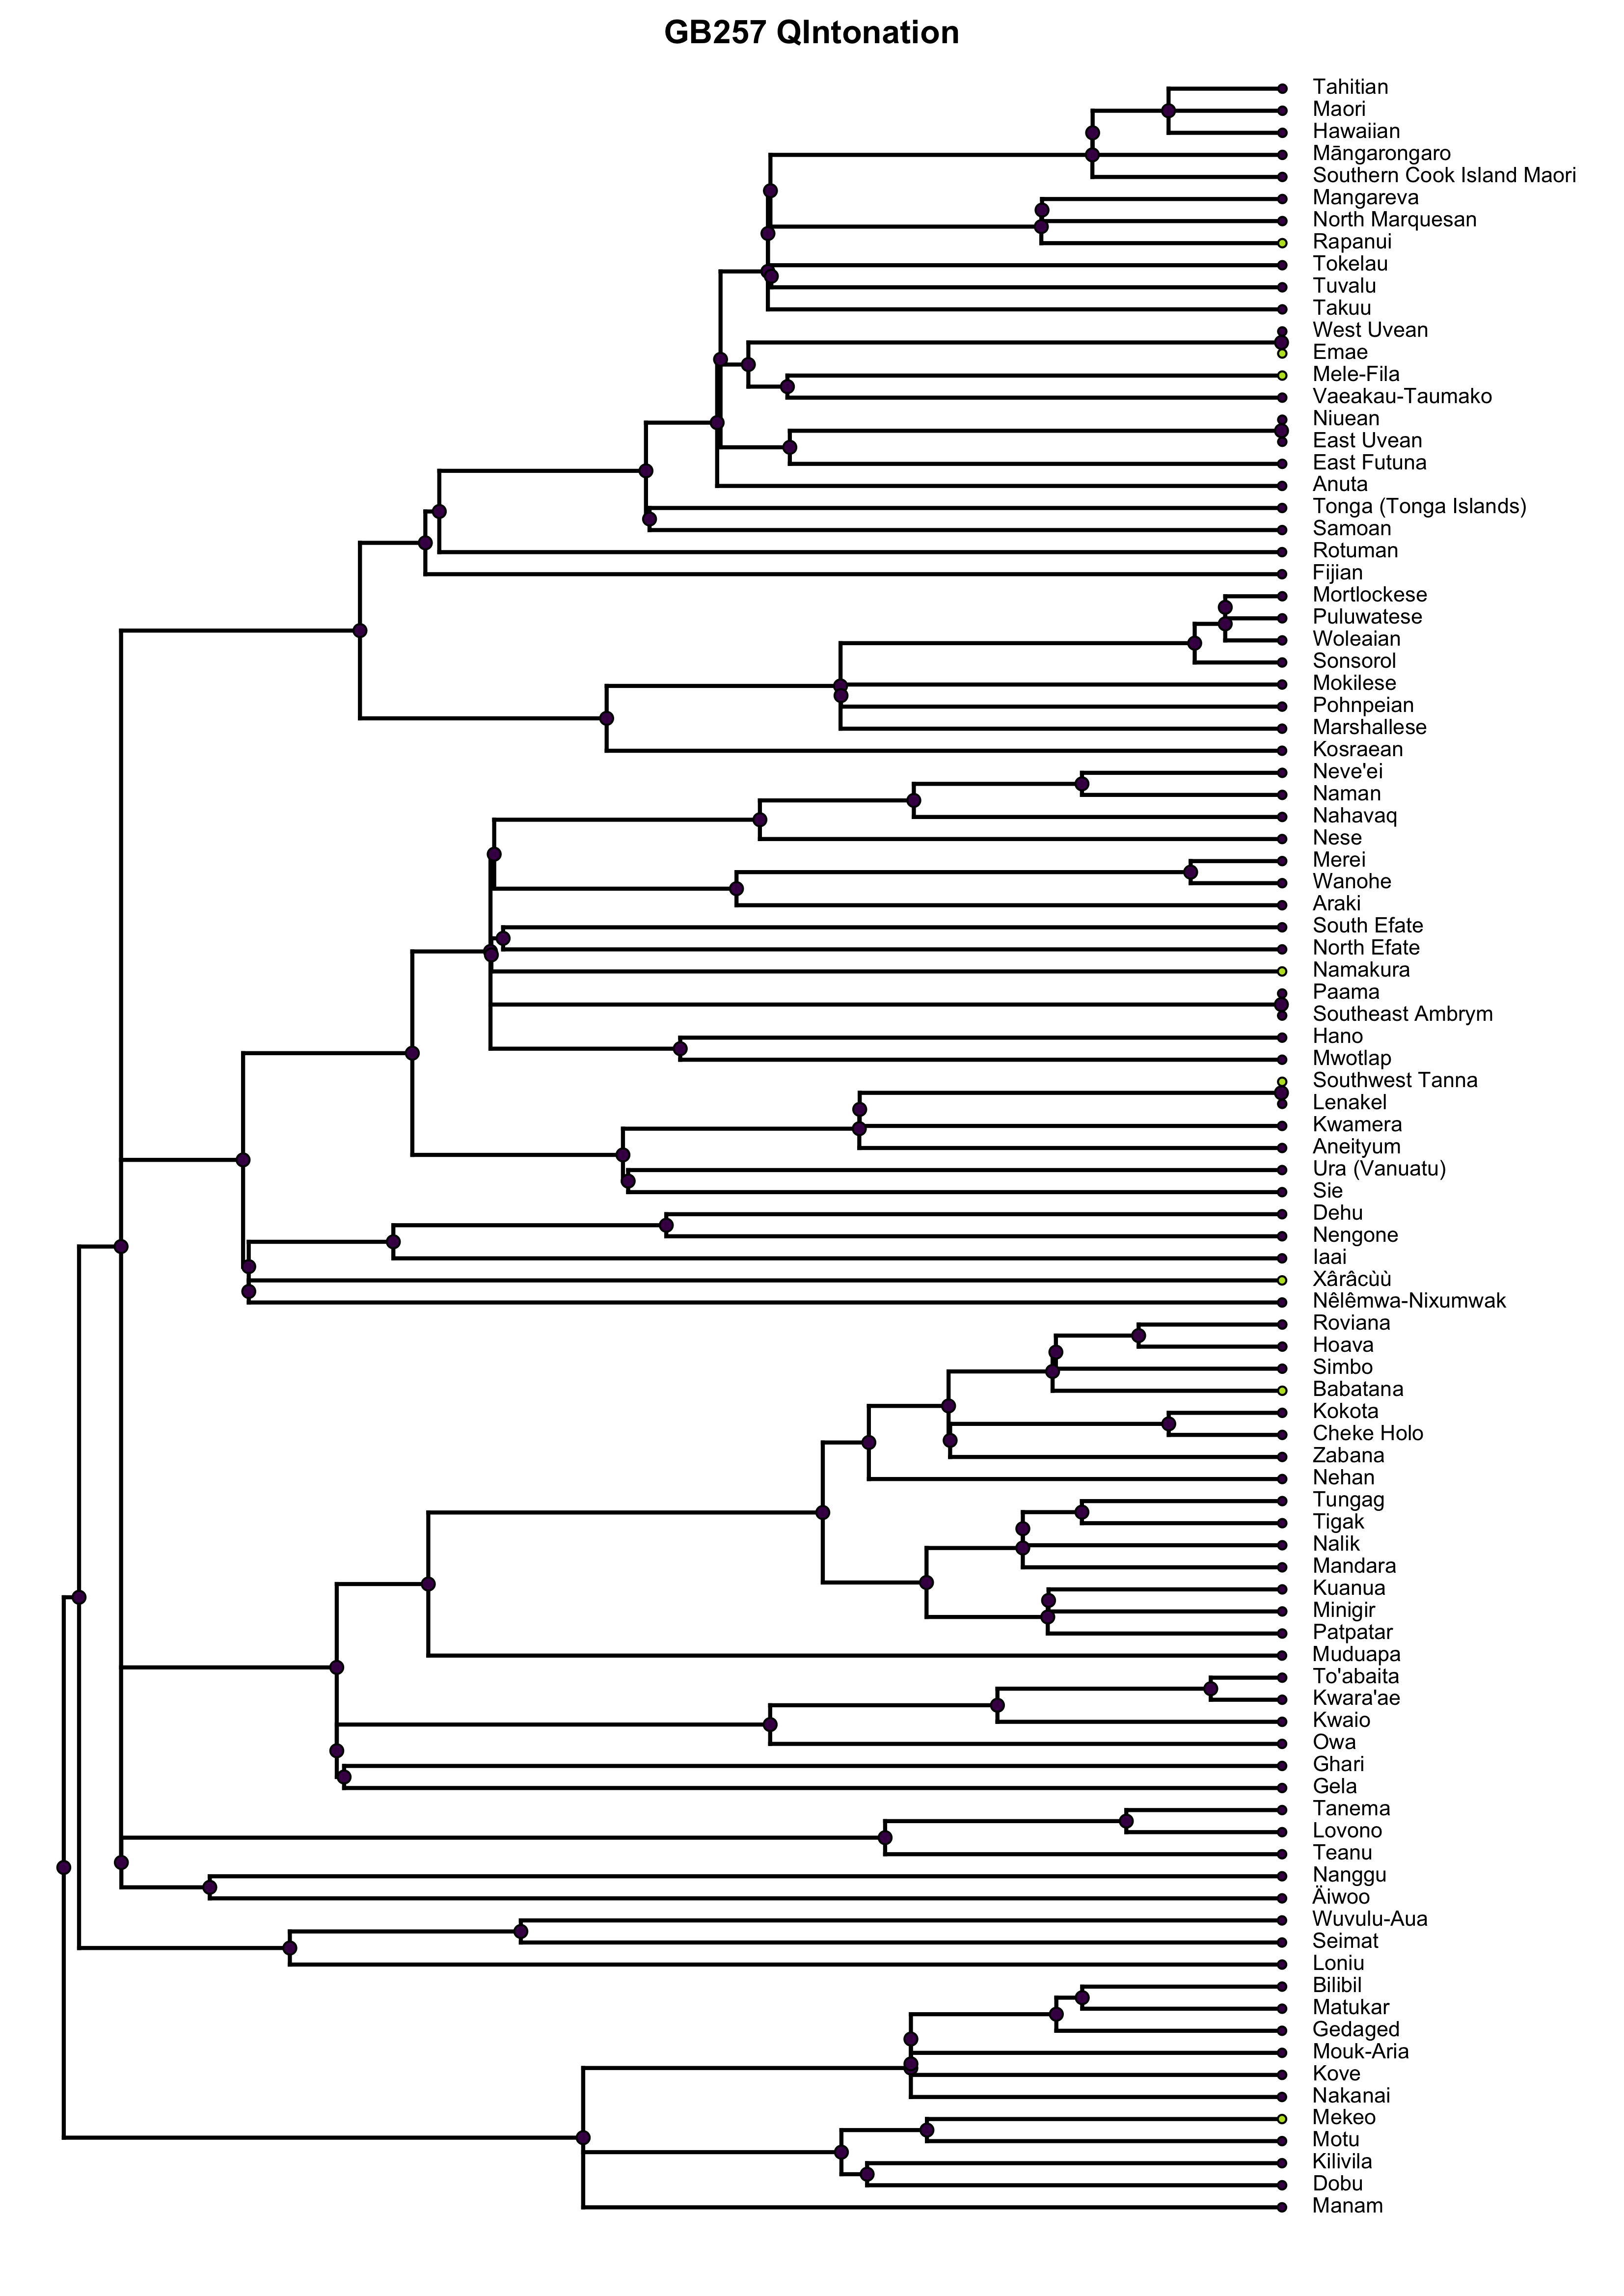 GB257 QIntonation
Tahitian
Maori
Hawaiian
Māngarongaro
Southern Cook Island Maori
Mangareva
North Marquesan
Rapanui
Tokelau
Tuvalu
Takuu
West Uvean
Emae
Mele-Fila
Vaeakau-Taumako
Niuean
East Uvean
East Futuna
Anuta
Tonga (Tonga Islands)
Samoan
Rotuman
Fijian
Mortlockese
Puluwatese
Woleaian
Sonsorol
Mokilese
Pohnpeian
Marshallese
Kosraean
Neve'ei
Naman
Nahavaq
Nese
Merei
Wanohe
Araki
South Efate
North Efate
Namakura
Paama
Southeast Ambrym
Hano
Mwotlap
Southwest Tanna
Lenakel
Kwamera
Aneityum
Ura (Vanuatu)
Sie
Dehu
Nengone
Iaai
Xârâcùù
Nêlêmwa-Nixumwak
Roviana
Hoava
Simbo
Babatana
Kokota
Cheke Holo
Zabana
Nehan
Tungag
Tigak
Nalik
Mandara
Kuanua
Minigir
Patpatar
Muduapa
To'abaita
Kwara'ae
Kwaio
Owa
Ghari
Gela
Tanema
Lovono
Teanu
Nanggu
Äiwoo
Wuvulu-Aua
Seimat
Loniu
Bilibil
Matukar
Gedaged
Mouk-Aria
Kove
Nakanai
Mekeo
Motu
Kilivila
Dobu
Manam